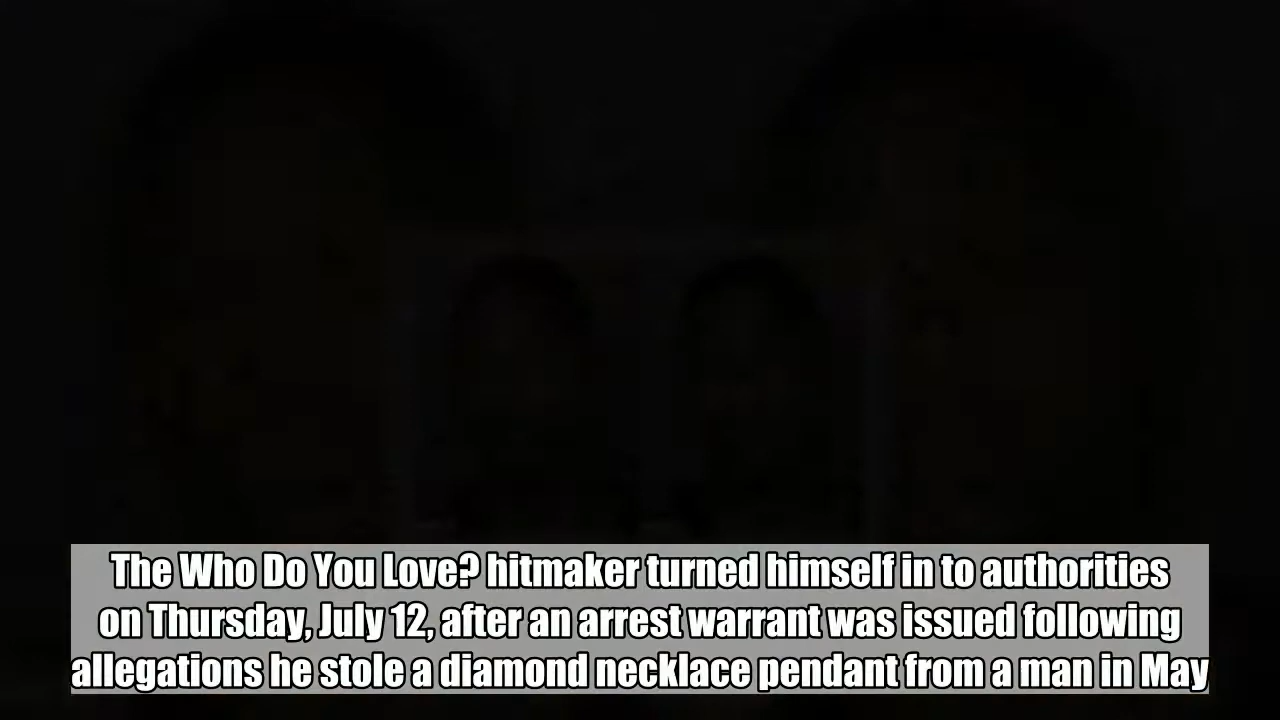 The Who Do You Love? hitmaker turned himself in to authorities
on Thursday, July 12, after an arrest warrant was issued following
allegations he stole a diamond necklace pendant from a man in May